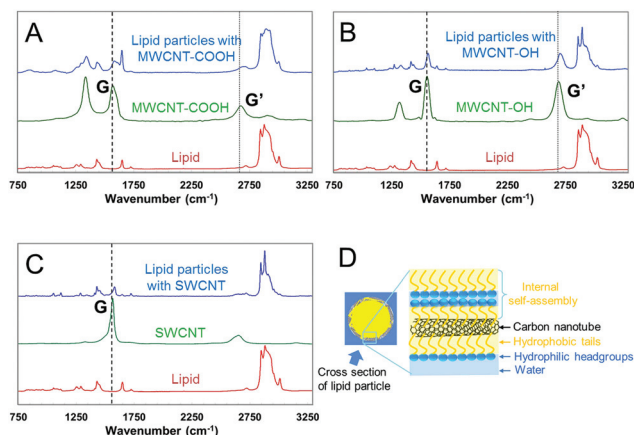 A
Lipid particles with
MWCNT-COOH
G
MWCNT-COOH
G’
Lipid
750 1250 1750 2250 2750 3250
Wavenumber (cm-1)
B
Lipid particles with
MWCNT-OH
G
MWCNT-OH
G’
Lipid
750 1250 1750 2250 2750 3250
Wavenumber (cm-1)
C
Lipid particles
with SWCNT
G
SWCNT
Lipid
750 1250 1750 2250 2750 3250
Wavenumber (cm-1)
D
Internal
self-assembly
Carbon nanotube
Hydrophobic tails
Hydrophilic headgroups
Water
Cross section
of lipid particle